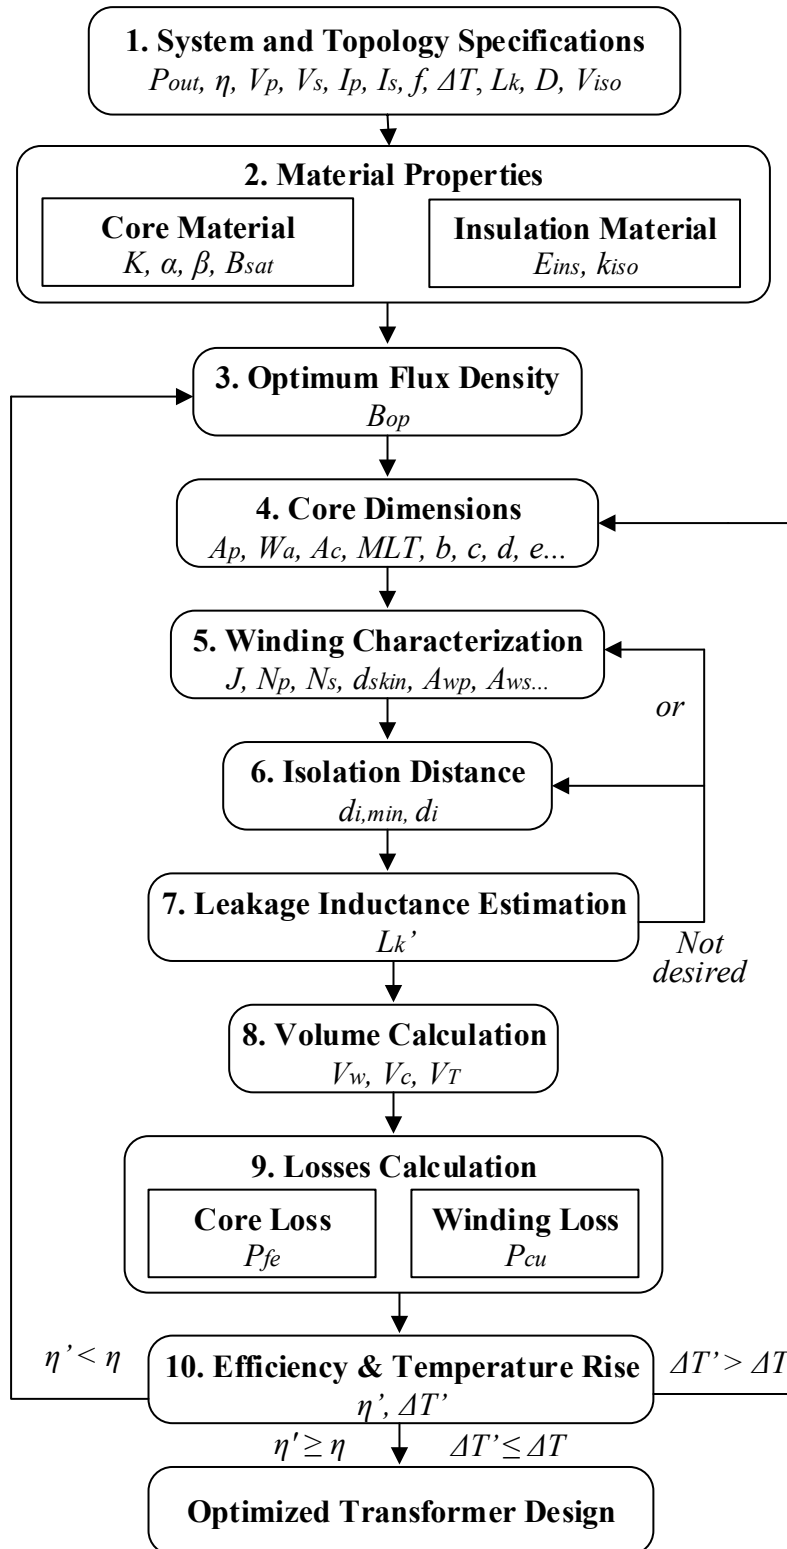 1. System and Topology Specifications
Pout, η, Vp, Vs, Ip, Is, f, ΔT, Lk, D, Viso
2. Material Properties
Core Material
K, α, β, Bsat
Insulation Material
Eins, kiso
3. Optimum Flux Density
Bop
4. Core Dimensions
Ap, Wa, Ac, MLT, b, c, d, e...
5. Winding Characterization
J, Np, Ns, dskin, Awp, Aws...
or
6. Isolation Distance
di,min, di
7. Leakage Inductance Estimation
Lk’
Not
desired
8. Volume Calculation
Vw, Vc, VT
9. Losses Calculation
Core Loss
Pfe
Winding Loss
Pcu
η’ < η
10. Efficiency & Temperature Rise
η’, ΔT’
ΔT’ > ΔT
η′ ≥ η
ΔT’ ≤ ΔT
Optimized Transformer Design